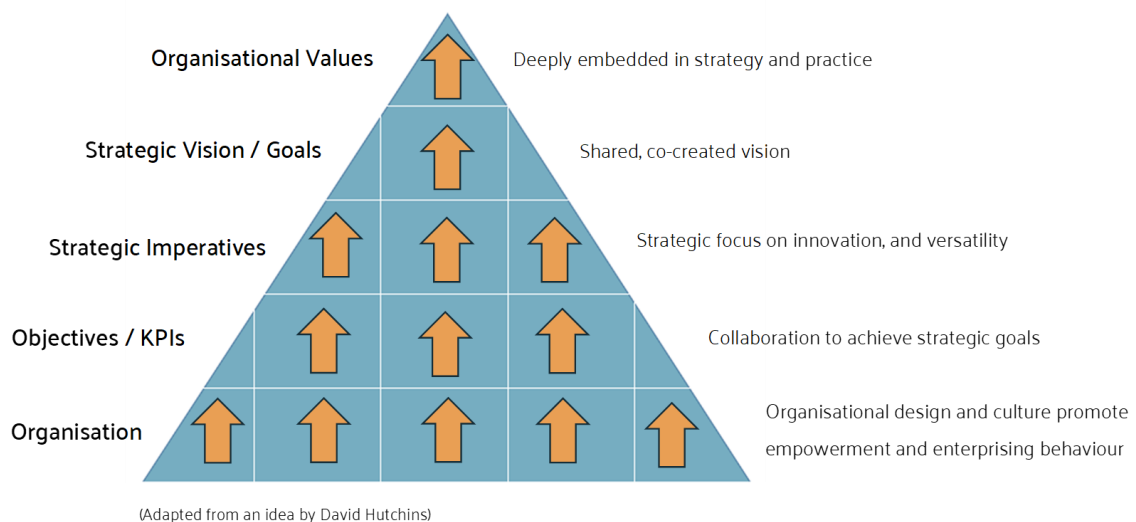 Organisational Values
Deeply embedded in strategy and practice
Strategic Vision / Goals
Shared, co-created vision
Strategic Imperatives
Strategic focus on innovation, and versatility
Objectives / KPIs
Collaboration to achieve strategic goals
Organisation
Organisational design and culture promote
empowerment and enterprising behaviour
(Adapted from an idea by David Hutchins)